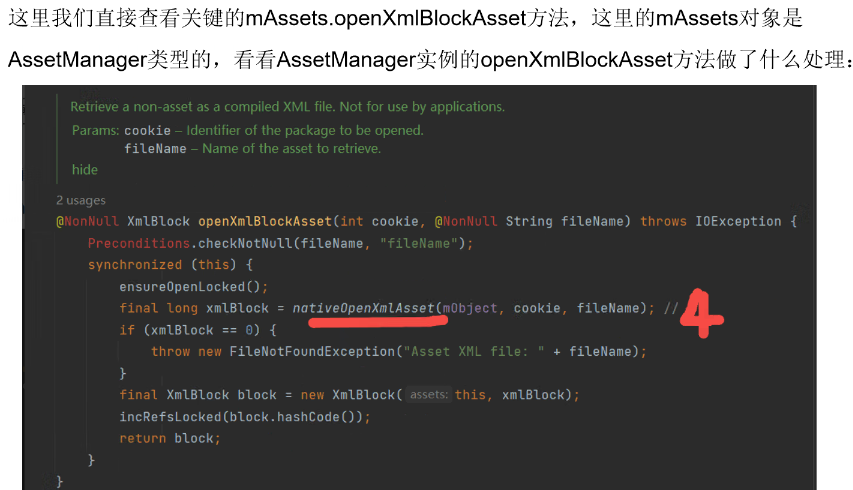 这里我们直接查看关键的mAssets.openXmlBlockAsset方法，这里的mAssets对象是
AssetManager类型的，看看AssetManager实例的openXmlBlockAsset方法做了什么处理：
Retrieve a non-asset as a compiled XML file. Not for use by applications.
Params: cookie – Identifier of the package to be opened.
fileName – Name of the asset to retrieve.
hide
2 usages
@NonNull XmlBlock openXmlBlockAsset(int cookie, @NonNull String fileName) throws IOException {
Preconditions.checkNotNull(fileName, "fileName");
synchronized (this) {
ensureOpenLocked();
final long xmlBlock = nativeOpenXmlAsset(mObject, cookie, fileName); // 4
if (xmlBlock == 0) {
throw new FileNotFoundException("Asset XML file: " + fileName);
}
final XmlBlock block = new XmlBlock( assets: this, xmlBlock);
incRefsLocked(block.hashCode());
return block;
}
}